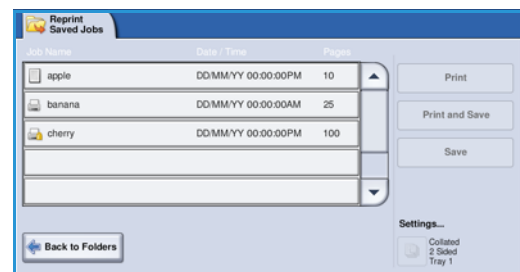 Reprint
Saved Jobs
Job Name Date / Time Pages
apple DD/MM/YY 00:00:00PM 10
banana DD/MM/YY 00:00:00AM 25
cherry DD/MM/YY 00:00:00PM 100
Print
Print and Save
Save
Settings...
Collated
2 Sided
Tray 1
Back to Folders